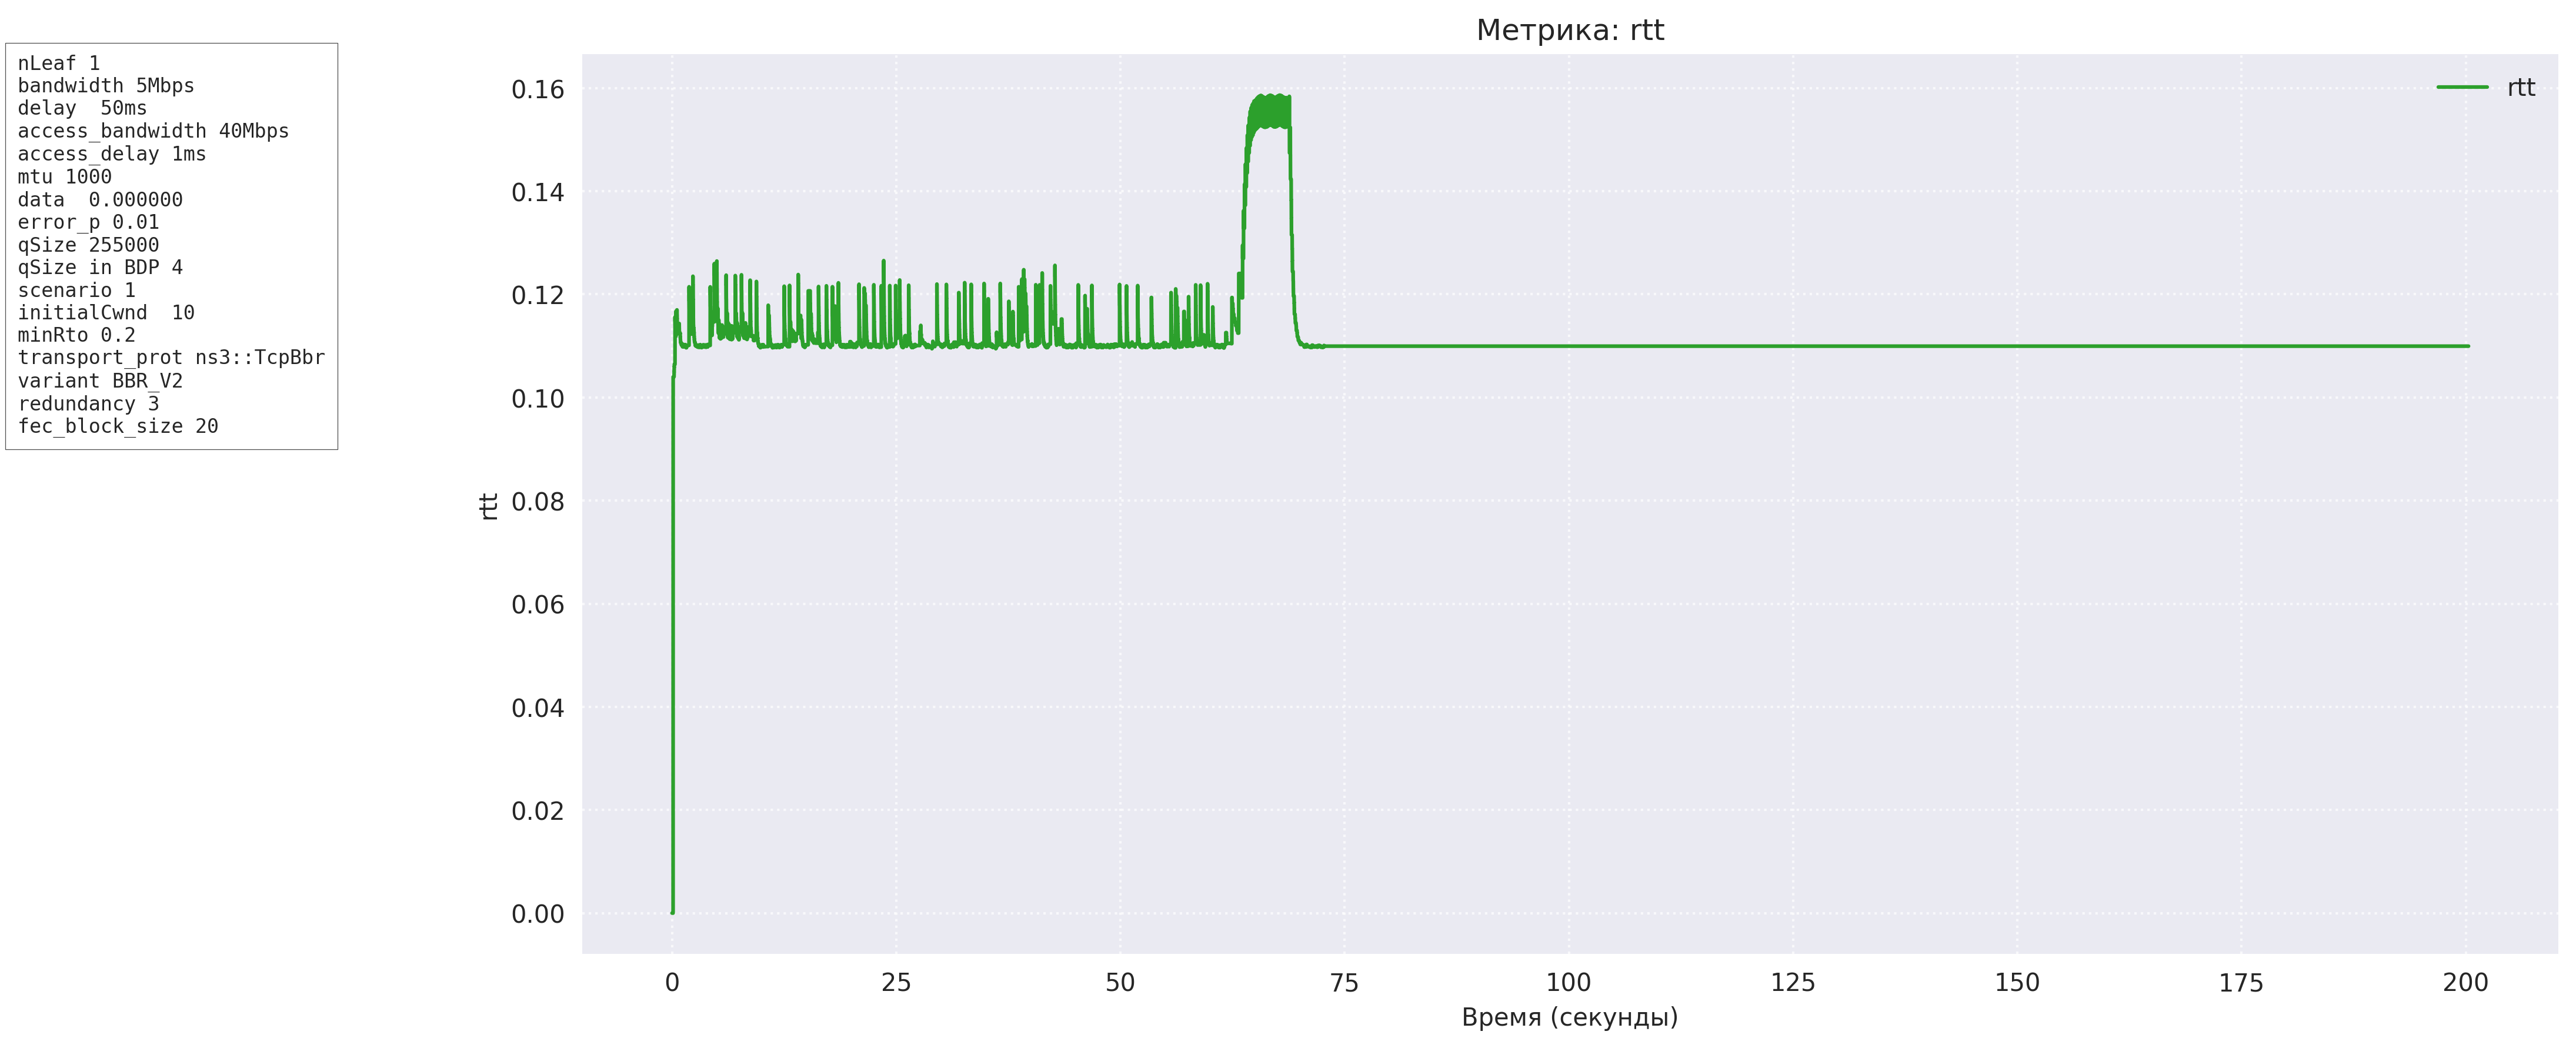 Метрика: rtt
nLeaf 1
bandwidth 5Mbps
delay  50ms
access_bandwidth 40Mbps
access_delay 1ms
mtu 1000
data  0.000000
error_p 0.01
qSize 255000
qSize in BDP 4
scenario 1
initialCwnd  10
minRto 0.2
transport_prot ns3::TcpBbr
variant BBR_V2
redundancy 3
fec_block_size 20
rtt
0.16
0.14
0.12
0.10
0.08
0.06
0.04
0.02
0.00
rtt
0 25 50 75 100 125 150 175 200
Время (секунды)